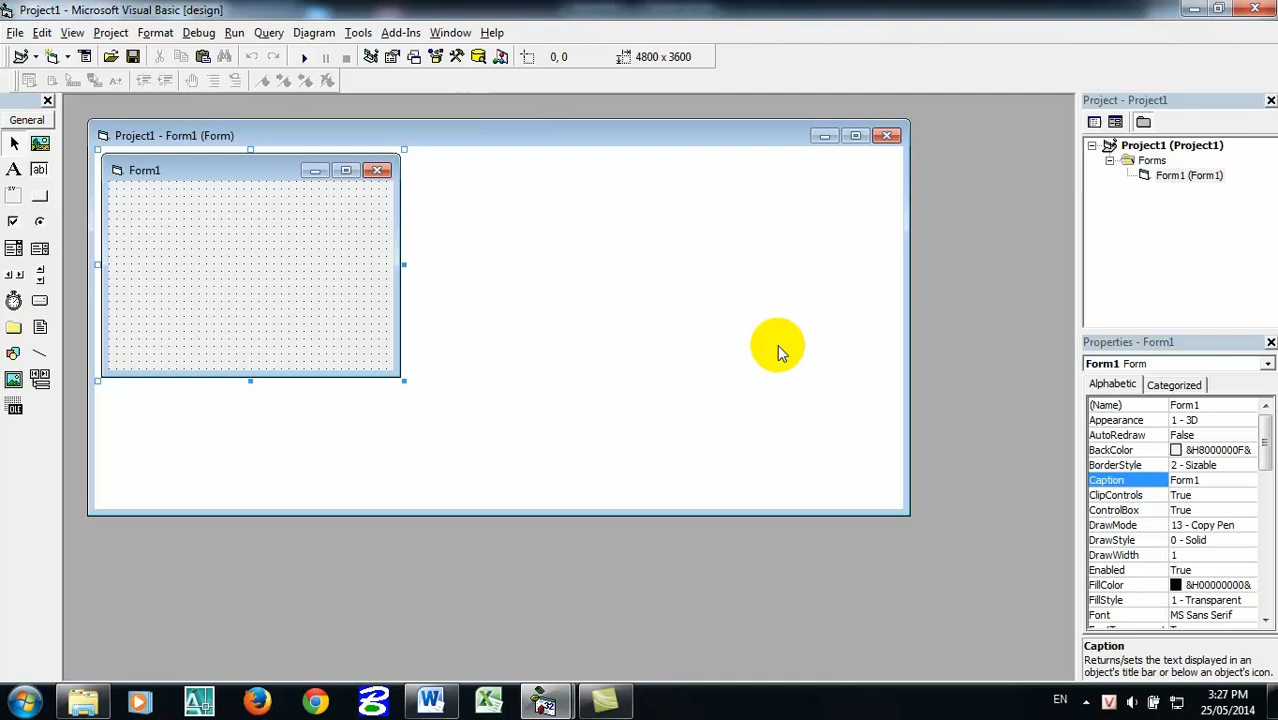 Project1 - Microsoft Visual Basic [design]
File Edit View Project Format Debug Run Query Diagram Tools Add-Ins Window Help
0, 0 4800 x 3600
General
Project1 - Form1 (Form)
Form1
Project - Project1
Project1 (Project1)
Forms
Form1 (Form1)
Properties - Form1
Form1 Form
Alphabetic Categorized
(Name) Form1
Appearance 1 - 3D
AutoRedraw False
BackColor &H8000000F&
BorderStyle 2 - Sizable
Caption Form1
ClipControls True
ControlBox True
DrawMode 13 - Copy Pen
DrawStyle 0 - Solid
DrawWidth 1
Enabled True
FillColor &H00000000&
FillStyle 1 - Transparent
Font MS Sans Serif
Caption
Returns/sets the text displayed in an
object's title bar or below an object's icon.
EN
3:27 PM
25/05/2014